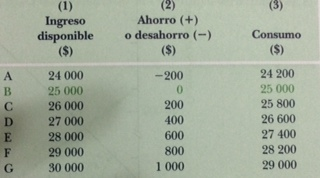 (1) (2) (3)
Ingreso Ahorro (+)
disponible o desahorro (−) Consumo
($) ($) ($)
A 24 000 −200 24 200
B 25 000 0 25 000
C 26 000 200 25 800
D 27 000 400 26 600
E 28 000 600 27 400
F 29 000 800 28 200
G 30 000 1 000 29 000